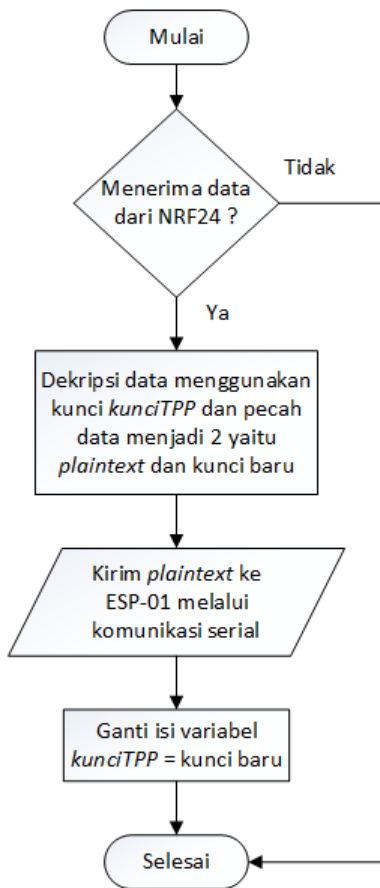 Mulai
Menerima data
dari NRF24 ?
Tidak
Ya
Dekripsi data menggunakan
kunci kunciTPP dan pecah
data menjadi 2 yaitu
plaintext dan kunci baru
Kirim plaintext ke
ESP-01 melalui
komunikasi serial
Ganti isi variabel
kunciTPP = kunci baru
Selesai